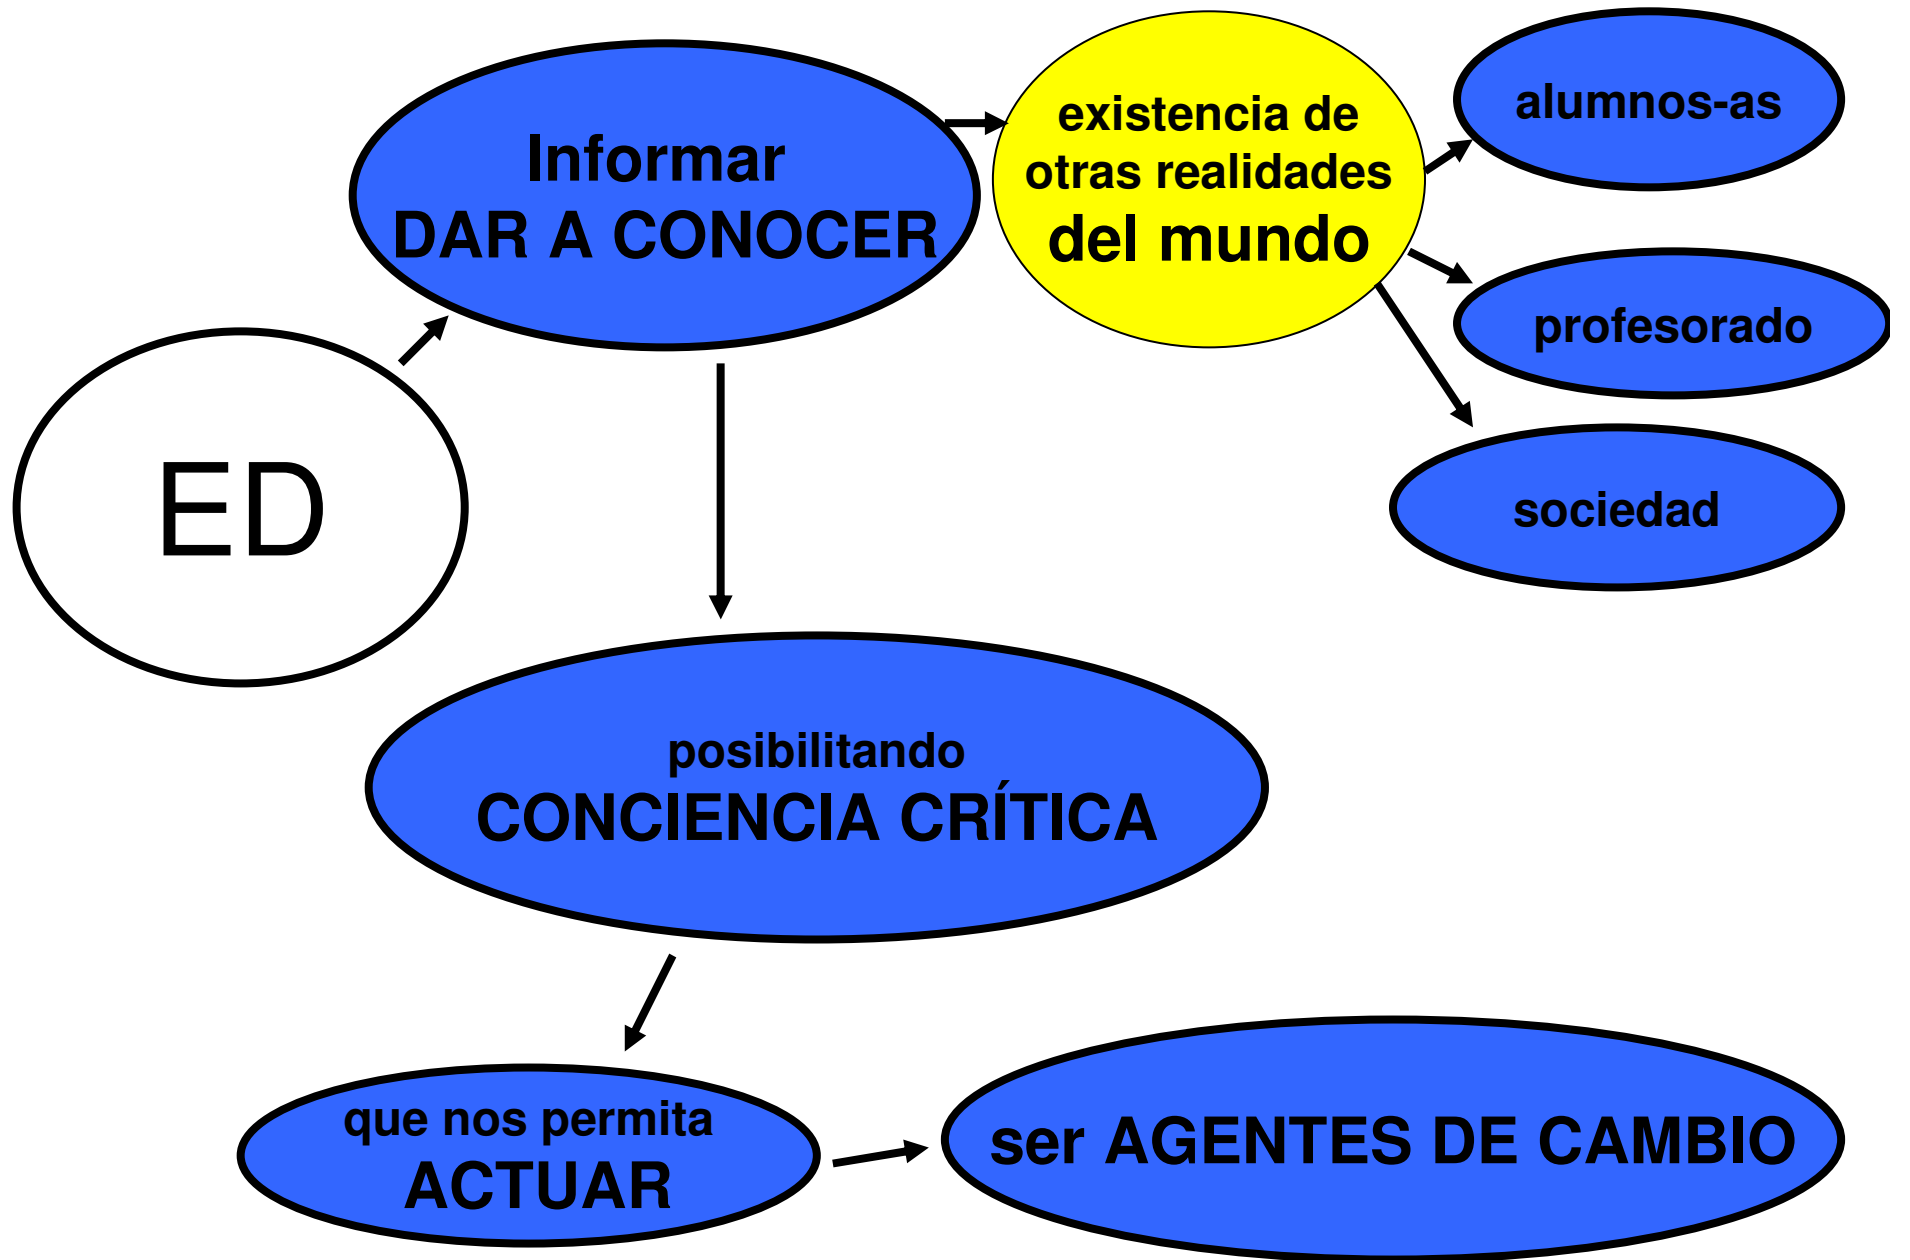 ED
Informar
DAR A CONOCER
existencia de
otras realidades
del mundo
alumnos-as
profesorado
sociedad
posibilitando
CONCIENCIA CRÍTICA
que nos permita
ACTUAR
ser AGENTES DE CAMBIO